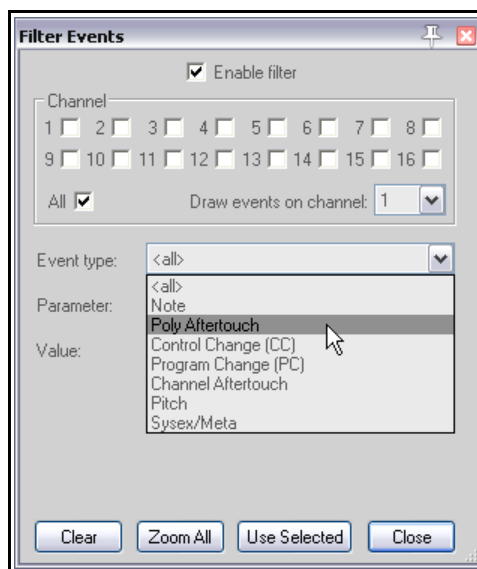 Filter Events
Enable filter
Channel
1 2 3 4 5 6 7 8
9 10 11 12 13 14 15 16
All Draw events on channel: 1
Event type: <all>
<all>
Parameter:
Note
Poly Aftertouch
Value:
Control Change (CC)
Program Change (PC)
Channel Aftertouch
Pitch
Sysex/Meta
Clear Zoom All Use Selected Close